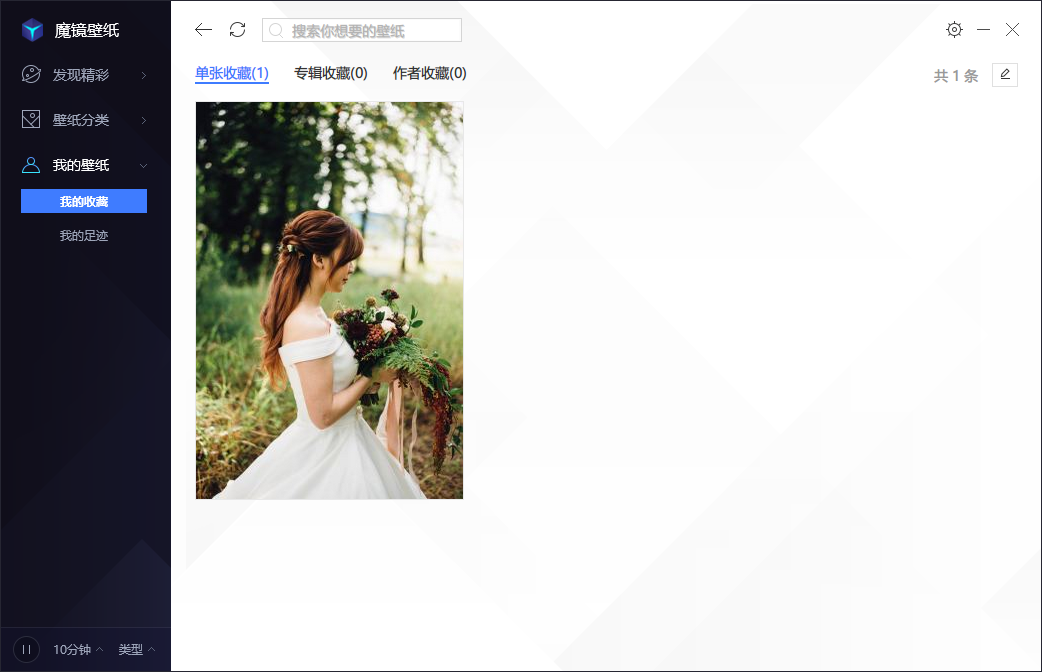 魔镜壁纸
发现精彩
壁纸分类
我的壁纸
我的收藏
我的足迹
10分钟 类型
搜索你想要的壁纸
单张收藏(1) 专辑收藏(0) 作者收藏(0)
共 1 条